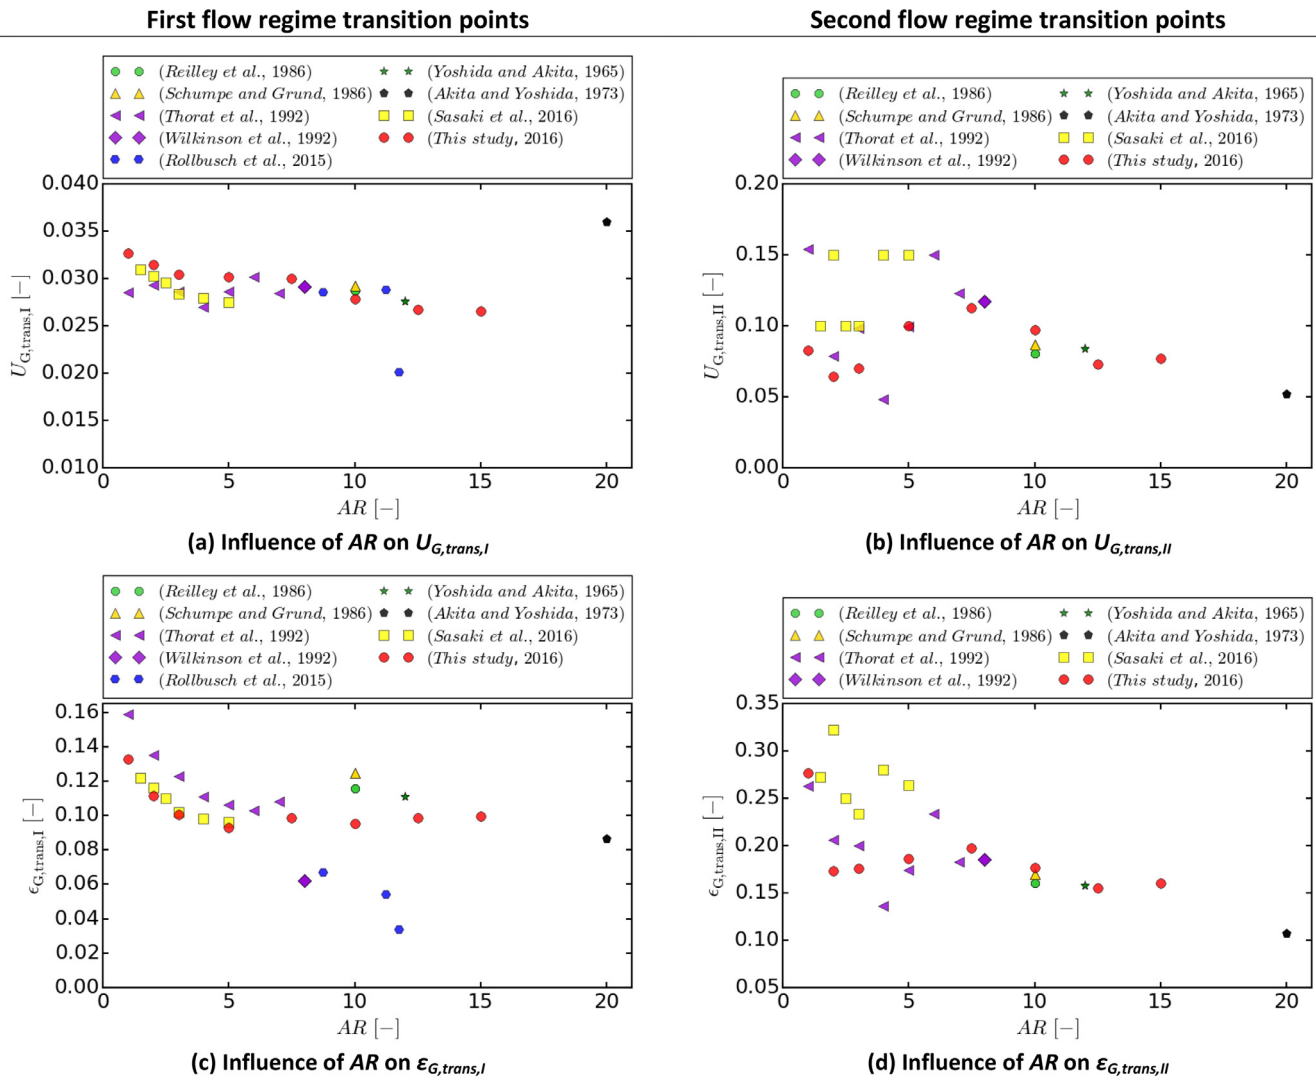 First flow regime transition points
Second flow regime transition points
(Reilley et al., 1986)
(Schumpe and Grund, 1986)
(Thorat et al., 1992)
(Wilkinson et al., 1992)
(Rollbusch et al., 2015)
(Yoshida and Akita, 1965)
(Akita and Yoshida, 1973)
(Sasaki et al., 2016)
(This study, 2016)
0.040
0.035
0.030
0.025
0.020
0.015
0.010
U_G,trans,I [−]
0 5 10 15 20
AR [−]
(a) Influence of AR on U_G,trans,I
(Reilley et al., 1986)
(Schumpe and Grund, 1986)
(Thorat et al., 1992)
(Wilkinson et al., 1992)
(Yoshida and Akita, 1965)
(Akita and Yoshida, 1973)
(Sasaki et al., 2016)
(This study, 2016)
0.20
0.15
0.10
0.05
0.00
U_G,trans,II [−]
0 5 10 15 20
AR [−]
(b) Influence of AR on U_G,trans,II
(Reilley et al., 1986)
(Schumpe and Grund, 1986)
(Thorat et al., 1992)
(Wilkinson et al., 1992)
(Rollbusch et al., 2015)
(Yoshida and Akita, 1965)
(Akita and Yoshida, 1973)
(Sasaki et al., 2016)
(This study, 2016)
0.16
0.14
0.12
0.10
0.08
0.06
0.04
0.02
0.00
ϵ_G,trans,I [−]
0 5 10 15 20
AR [−]
(c) Influence of AR on ε_G,trans,I
(Reilley et al., 1986)
(Schumpe and Grund, 1986)
(Thorat et al., 1992)
(Wilkinson et al., 1992)
(Yoshida and Akita, 1965)
(Akita and Yoshida, 1973)
(Sasaki et al., 2016)
(This study, 2016)
0.35
0.30
0.25
0.20
0.15
0.10
0.05
ϵ_G,trans,II [−]
0 5 10 15 20
AR [−]
(d) Influence of AR on ε_G,trans,II